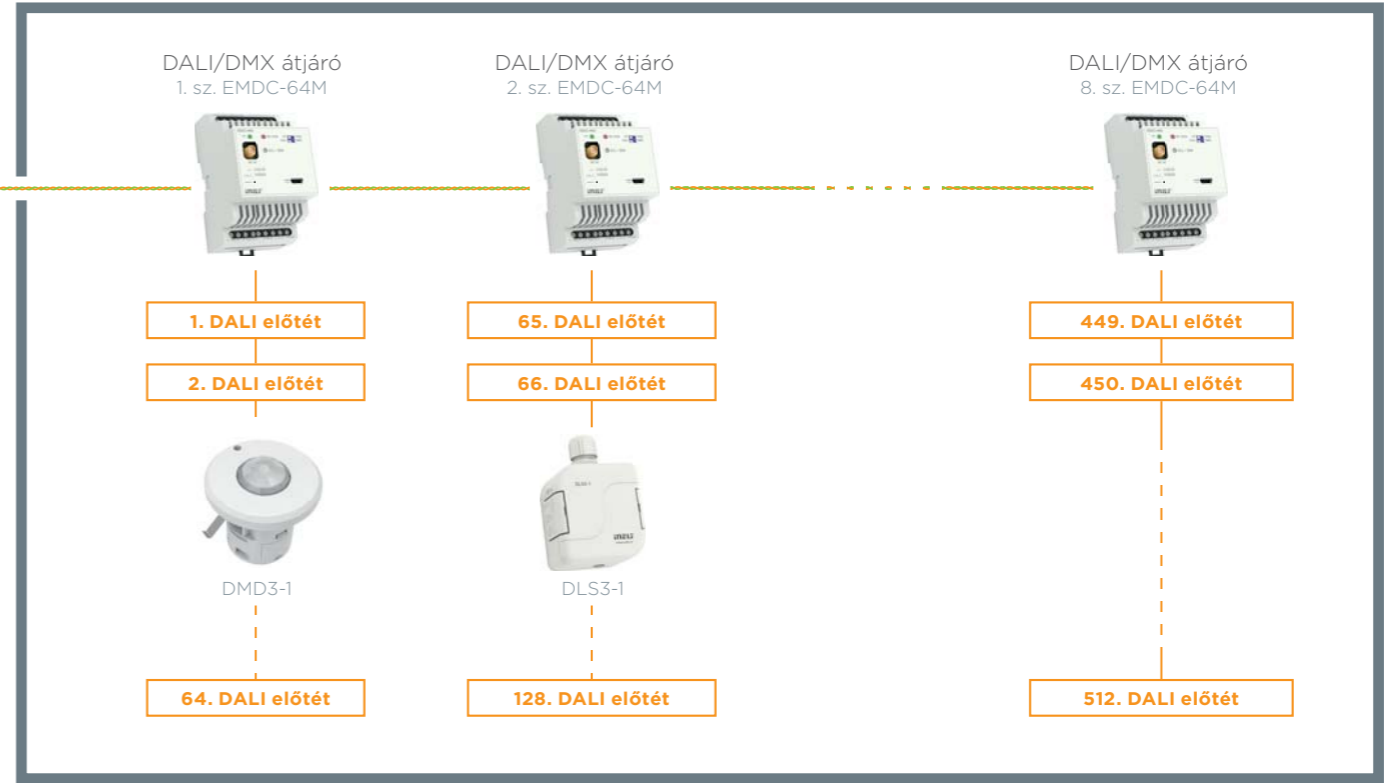 DALI/DMX átjáró
1. sz. EMDC-64M
DALI/DMX átjáró
2. sz. EMDC-64M
DALI/DMX átjáró
8. sz. EMDC-64M
1. DALI előtét
65. DALI előtét
449. DALI előtét
2. DALI előtét
66. DALI előtét
450. DALI előtét
DMD3-1
DLS3-1
64. DALI előtét
128. DALI előtét
512. DALI előtét